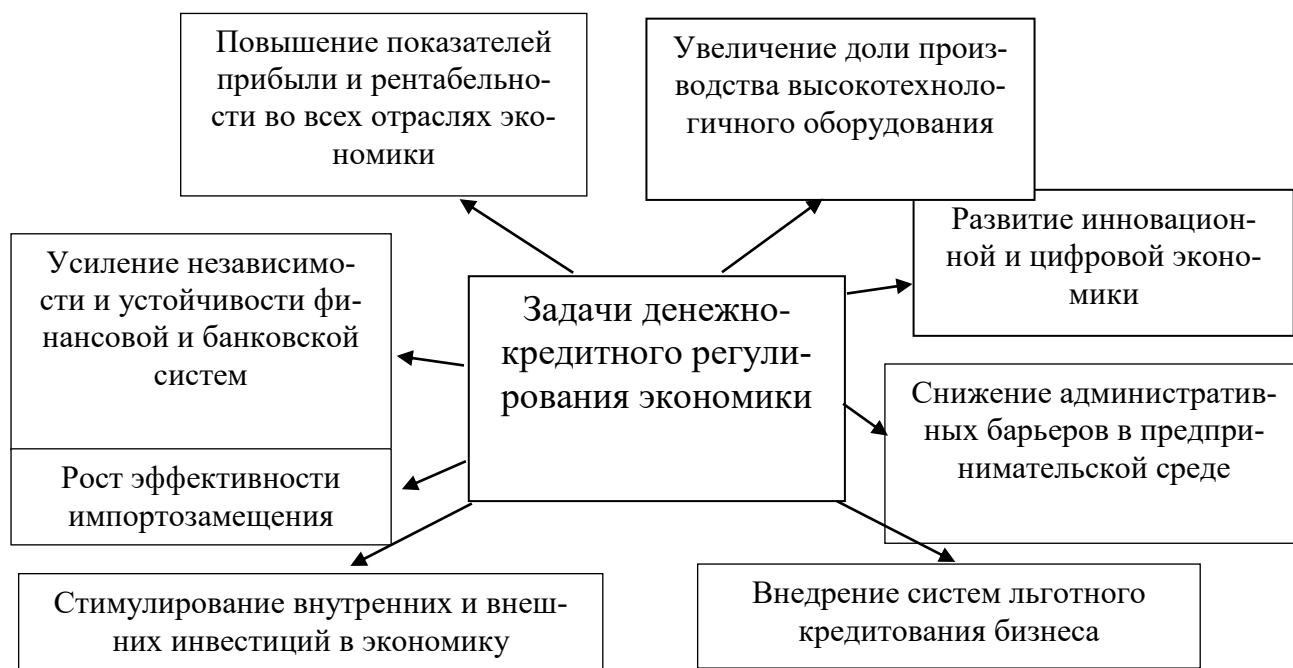 Повышение показателей
прибыли и рентабельно-
сти во всех отраслях эко-
номики
Увеличение доли произ-
водства высокотехноло-
гичного оборудования
Развитие инновацион-
ной и цифровой эконо-
мики
Усиление независимо-
сти и устойчивости фи-
нансовой и банковской
систем
Задачи денежно-
кредитного регули-
рования экономики
Снижение административ-
ных барьеров в предпри-
нимательской среде
Рост эффективности
импортозамещения
Стимулирование внутренних и внеш-
них инвестиций в экономику
Внедрение систем льготного
кредитования бизнеса